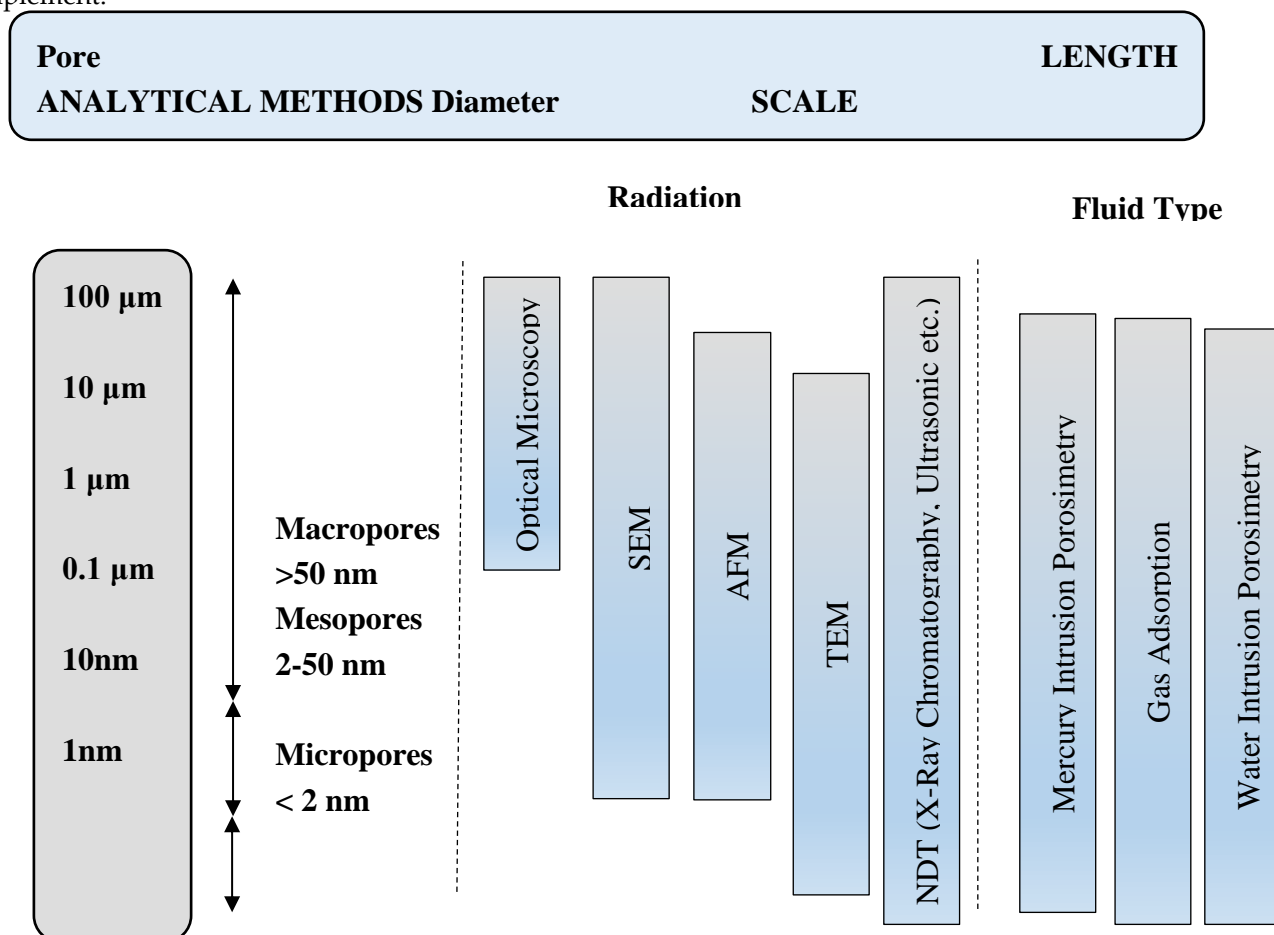 Pore LENGTH
ANALYTICAL METHODS Diameter SCALE
Radiation
Fluid Type
100 μm
10 μm
1 μm
0.1 μm
10nm
1nm
Macropores
>50 nm
Mesopores
2-50 nm
Micropores
< 2 nm
Optical Microscopy
SEM
AFM
TEM
NDT (X-Ray Chromatography, Ultrasonic etc.)
Mercury Intrusion Porosimetry
Gas Adsorption
Water Intrusion Porosimetry